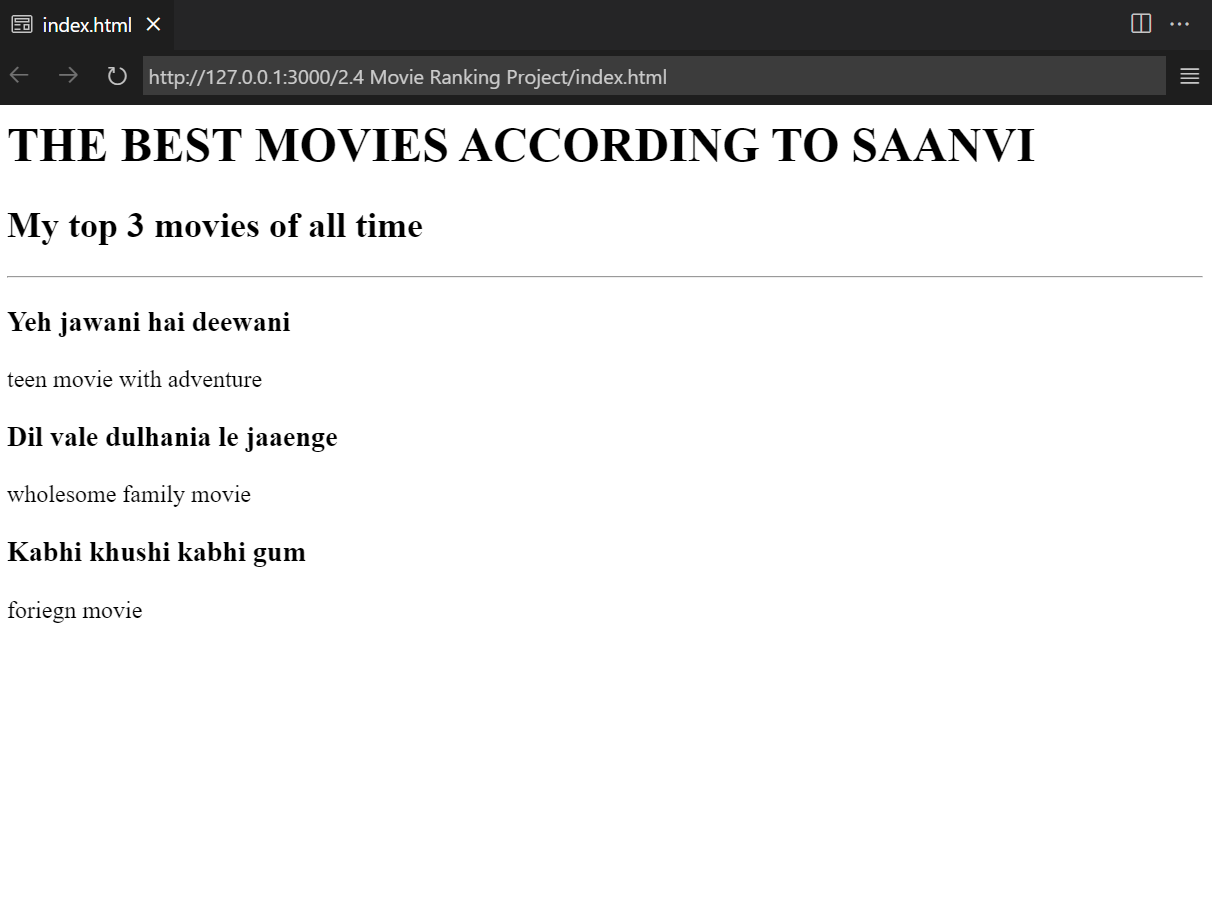 index.html
http://127.0.0.1:3000/2.4 Movie Ranking Project/index.html
THE BEST MOVIES ACCORDING TO SAANVI
My top 3 movies of all time
Yeh jawani hai deewani
teen movie with adventure
Dil vale dulhania le jaaenge
wholesome family movie
Kabhi khushi kabhi gum
foriegn movie